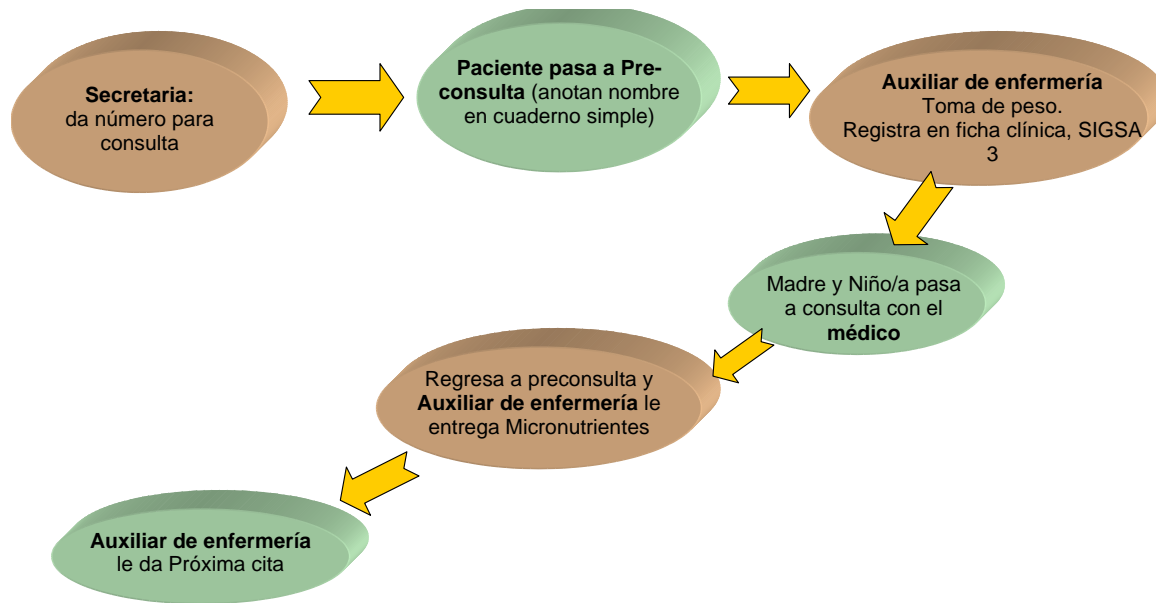 Secretaria:
da número para
consulta
Paciente pasa a Pre-
consulta (anotan nombre
en cuaderno simple)
Auxiliar de enfermería
Toma de peso.
Registra en ficha clínica, SIGSA
3
Madre y Niño/a pasa
a consulta con el
médico
Regresa a preconsulta y
Auxiliar de enfermería le
entrega Micronutrientes
Auxiliar de enfermería
le da Próxima cita